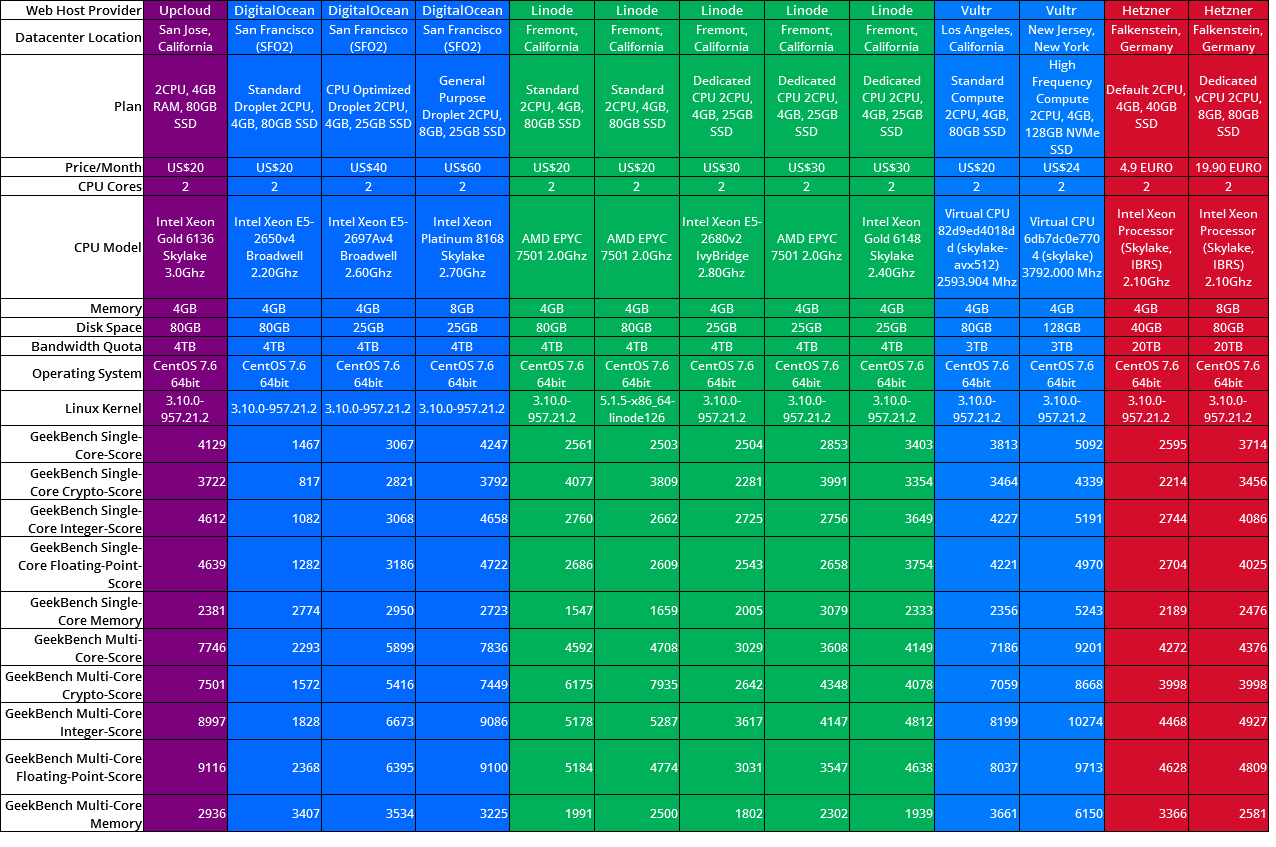 Web Host Provider Upcloud DigitalOcean DigitalOcean DigitalOcean Linode Linode Linode Linode Linode Vultr Vultr Hetzner Hetzner
Datacenter Location San Jose, California San Francisco (SFO2) San Francisco (SFO2) San Francisco (SFO2) Fremont, California Fremont, California Fremont, California Fremont, California Fremont, California Los Angeles, California New Jersey, New York Falkenstein, Germany Falkenstein, Germany
Plan 2CPU, 4GB RAM, 80GB SSD Standard Droplet 2CPU, 4GB, 80GB SSD CPU Optimized Droplet 2CPU, 4GB, 25GB SSD General Purpose Droplet 2CPU, 8GB, 25GB SSD Standard 2CPU, 4GB, 80GB SSD Standard 2CPU, 4GB, 80GB SSD Dedicated CPU 2CPU, 4GB, 25GB SSD Dedicated CPU 2CPU, 4GB, 25GB SSD Dedicated CPU 2CPU, 4GB, 25GB SSD Standard Compute 2CPU, 4GB, 80GB SSD High Frequency Compute 2CPU, 4GB, 128GB NVMe SSD Default 2CPU, 4GB, 40GB SSD Dedicated vCPU 2CPU, 8GB, 80GB SSD
Price/Month US$20 US$20 US$40 US$60 US$20 US$20 US$30 US$30 US$30 US$20 US$24 4.9 EURO 19.90 EURO
CPU Cores 2 2 2 2 2 2 2 2 2 2 2 2 2
CPU Model Intel Xeon Gold 6136 Skylake 3.0Ghz Intel Xeon E5-2650v4 Broadwell 2.20Ghz Intel Xeon E5-2697Av4 Broadwell 2.60Ghz Intel Xeon Platinum 8168 Skylake 2.70Ghz AMD EPYC 7501 2.0Ghz AMD EPYC 7501 2.0Ghz Intel Xeon E5-2680v2 IvyBridge 2.80Ghz AMD EPYC 7501 2.0Ghz Intel Xeon Gold 6148 Skylake 2.40Ghz Virtual CPU 82d9ed4018dd (skylake-avx512) 2593.904 Mhz Virtual CPU 6db7dc0e7704 (skylake) 3792.000 Mhz Intel Xeon Processor (Skylake, IBRS) 2.10Ghz Intel Xeon Processor (Skylake, IBRS) 2.10Ghz
Memory 4GB 4GB 4GB 8GB 4GB 4GB 4GB 4GB 4GB 4GB 4GB 4GB 8GB
Disk Space 80GB 80GB 25GB 25GB 80GB 80GB 25GB 25GB 25GB 80GB 128GB 40GB 80GB
Bandwidth Quota 4TB 4TB 4TB 4TB 4TB 4TB 4TB 4TB 4TB 3TB 3TB 20TB 20TB
Operating System CentOS 7.6 64bit CentOS 7.6 64bit CentOS 7.6 64bit CentOS 7.6 64bit CentOS 7.6 64bit CentOS 7.6 64bit CentOS 7.6 64bit CentOS 7.6 64bit CentOS 7.6 64bit CentOS 7.6 64bit CentOS 7.6 64bit CentOS 7.6 64bit CentOS 7.6 64bit
Linux Kernel 3.10.0-957.21.2 3.10.0-957.21.2 3.10.0-957.21.2 3.10.0-957.21.2 3.10.0-957.21.2 5.1.5-x86_64-linode126 3.10.0-957.21.2 3.10.0-957.21.2 3.10.0-957.21.2 3.10.0-957.21.2 3.10.0-957.21.2 3.10.0-957.21.2 3.10.0-957.21.2
GeekBench Single-Core-Score 4129 1467 3067 4247 2561 2503 2504 2853 3403 3813 5092 2595 3714
GeekBench Single-Core Crypto-Score 3722 817 2821 3792 4077 3809 2281 3991 3354 3464 4339 2214 3456
GeekBench Single-Core Integer-Score 4612 1082 3068 4658 2760 2662 2725 2756 3649 4227 5191 2744 4086
GeekBench Single-Core Floating-Point-Score 4639 1282 3186 4722 2686 2609 2543 2658 3754 4221 4970 2704 4025
GeekBench Single-Core Memory 2381 2774 2950 2723 1547 1659 2005 3079 2333 2356 5243 2189 2476
GeekBench Multi-Core-Score 7746 2293 5899 7836 4592 4708 3029 3608 4149 7186 9201 4272 4376
GeekBench Multi-Core Crypto-Score 7501 1572 5416 7449 6175 7935 2642 4348 4078 7059 8668 3998 3998
GeekBench Multi-Core Integer-Score 8997 1828 6673 9086 5178 5287 3617 4147 4812 8199 10274 4468 4927
GeekBench Multi-Core Floating-Point-Score 9116 2368 6395 9100 5184 4774 3031 3547 4638 8037 9713 4628 4809
GeekBench Multi-Core Memory 2936 3407 3534 3225 1991 2500 1802 2302 1939 3661 6150 3366 2581